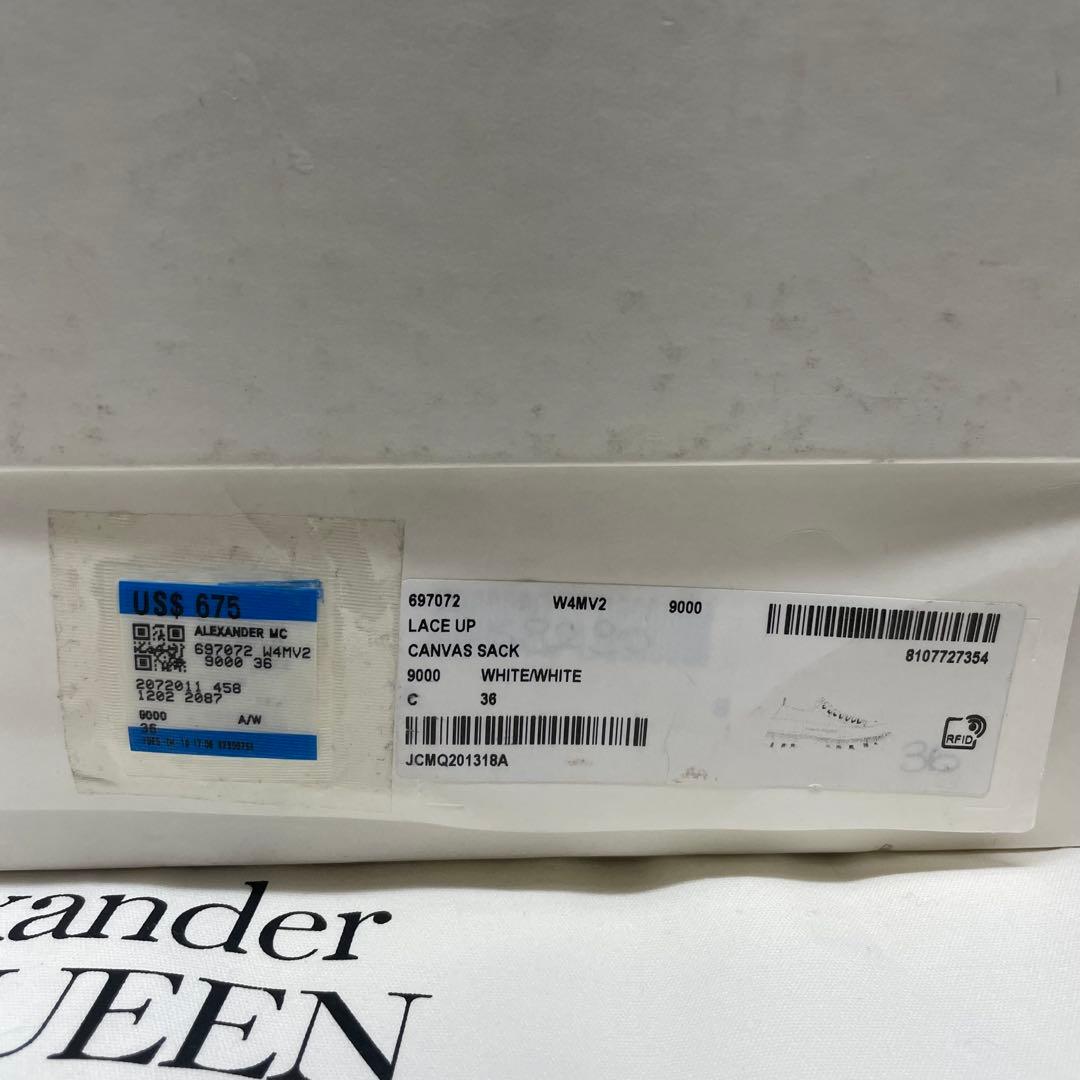 US$ 675
ALEXANDER MC
697072 W4MV2
9000 36
2072011 458
1202 2087
9000 A/W
36
697072 W4MV2 9000
LACE UP
CANVAS SACK
9000 WHITE/WHITE
C 36
JCMQ201318A
8107727354
RFID
36
xander
UEEN